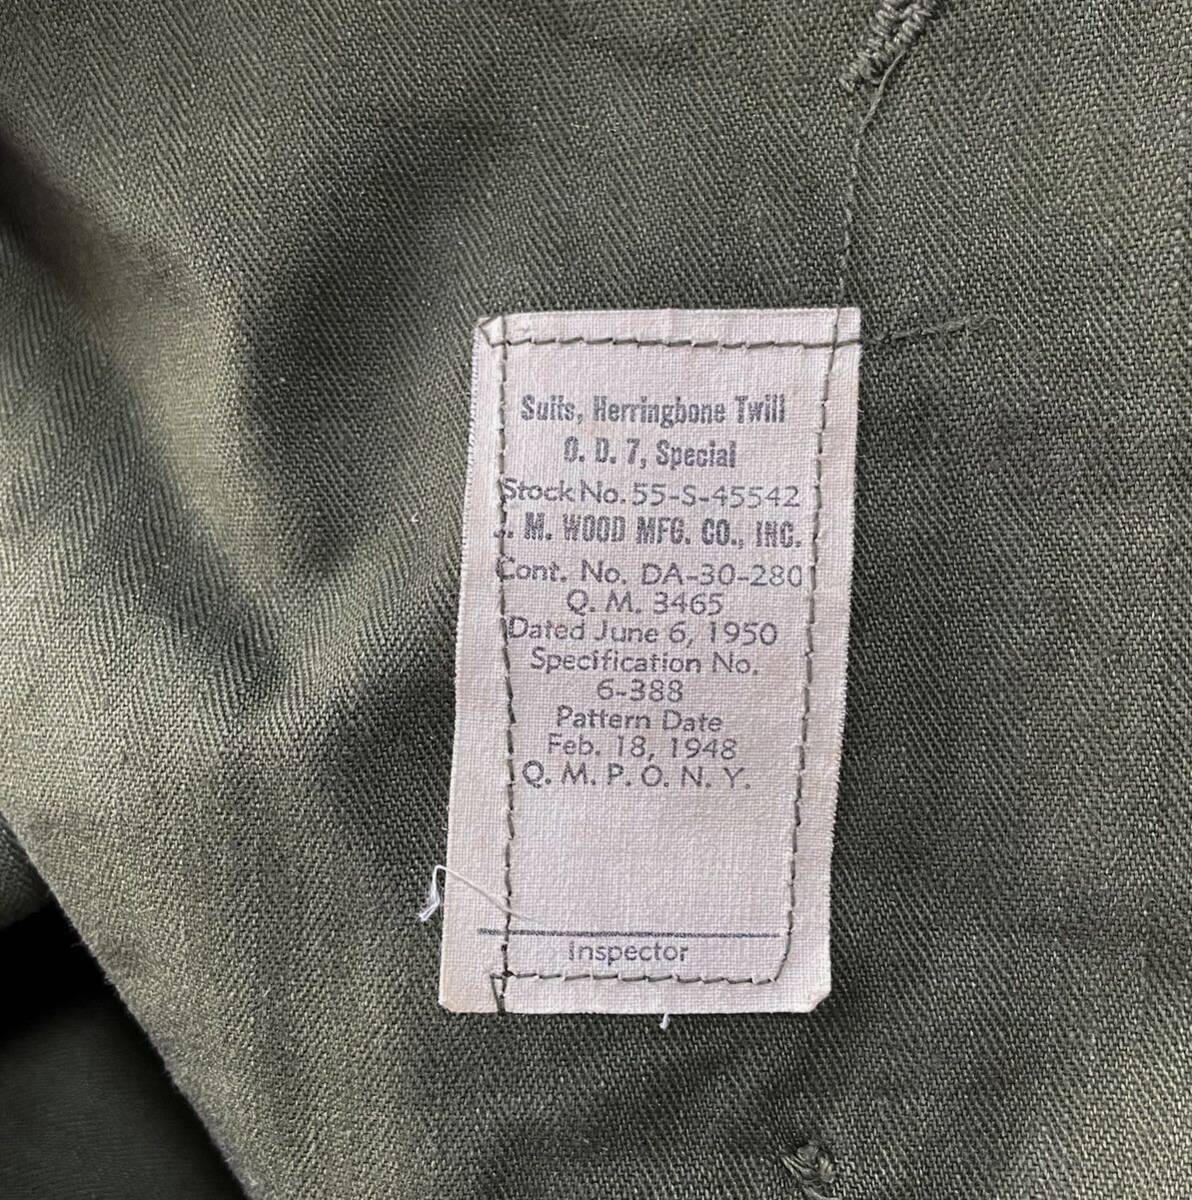 Suits, Herringbone Twill
O. D. 7, Special
Stock No. 55-S-45542
M. WOOD MFG. CO., INC.
Cont. No. DA-30-280
Q. M. 3465
Dated June 6, 1950
Specification No.
6-388
Pattern Date
Feb. 18, 1948
Q. M. P. O. N. Y.
Inspector